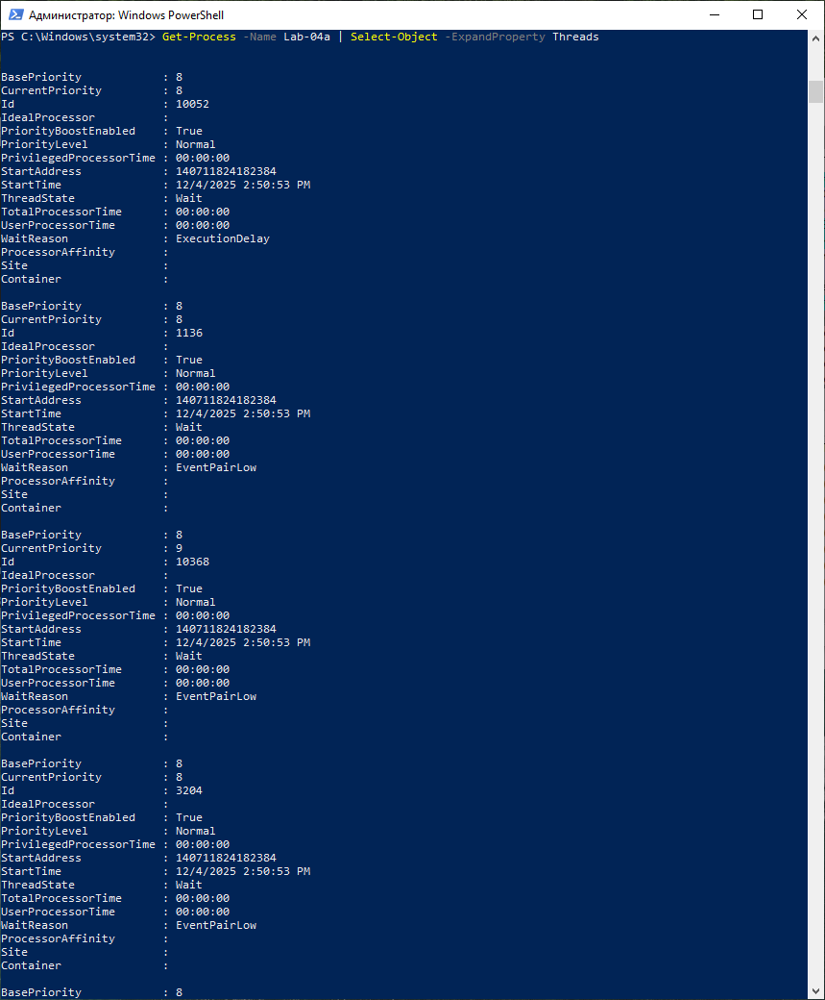 Администратор: Windows PowerShell
PS C:\Windows\system32> Get-Process -Name Lab-04a | Select-Object -ExpandProperty Threads
BasePriority : 8
CurrentPriority : 8
Id : 10052
IdealProcessor :
PriorityBoostEnabled : True
PriorityLevel : Normal
PrivilegedProcessorTime : 00:00:00
StartAddress : 140711824182384
StartTime : 12/4/2025 2:50:53 PM
ThreadState : Wait
TotalProcessorTime : 00:00:00
UserProcessorTime : 00:00:00
WaitReason : ExecutionDelay
ProcessorAffinity :
Site :
Container :
BasePriority : 8
CurrentPriority : 8
Id : 1136
IdealProcessor :
PriorityBoostEnabled : True
PriorityLevel : Normal
PrivilegedProcessorTime : 00:00:00
StartAddress : 140711824182384
StartTime : 12/4/2025 2:50:53 PM
ThreadState : Wait
TotalProcessorTime : 00:00:00
UserProcessorTime : 00:00:00
WaitReason : EventPairLow
ProcessorAffinity :
Site :
Container :
BasePriority : 8
CurrentPriority : 9
Id : 10368
IdealProcessor :
PriorityBoostEnabled : True
PriorityLevel : Normal
PrivilegedProcessorTime : 00:00:00
StartAddress : 140711824182384
StartTime : 12/4/2025 2:50:53 PM
ThreadState : Wait
TotalProcessorTime : 00:00:00
UserProcessorTime : 00:00:00
WaitReason : EventPairLow
ProcessorAffinity :
Site :
Container :
BasePriority : 8
CurrentPriority : 8
Id : 3204
IdealProcessor :
PriorityBoostEnabled : True
PriorityLevel : Normal
PrivilegedProcessorTime : 00:00:00
StartAddress : 140711824182384
StartTime : 12/4/2025 2:50:53 PM
ThreadState : Wait
TotalProcessorTime : 00:00:00
UserProcessorTime : 00:00:00
WaitReason : EventPairLow
ProcessorAffinity :
Site :
Container :
BasePriority : 8